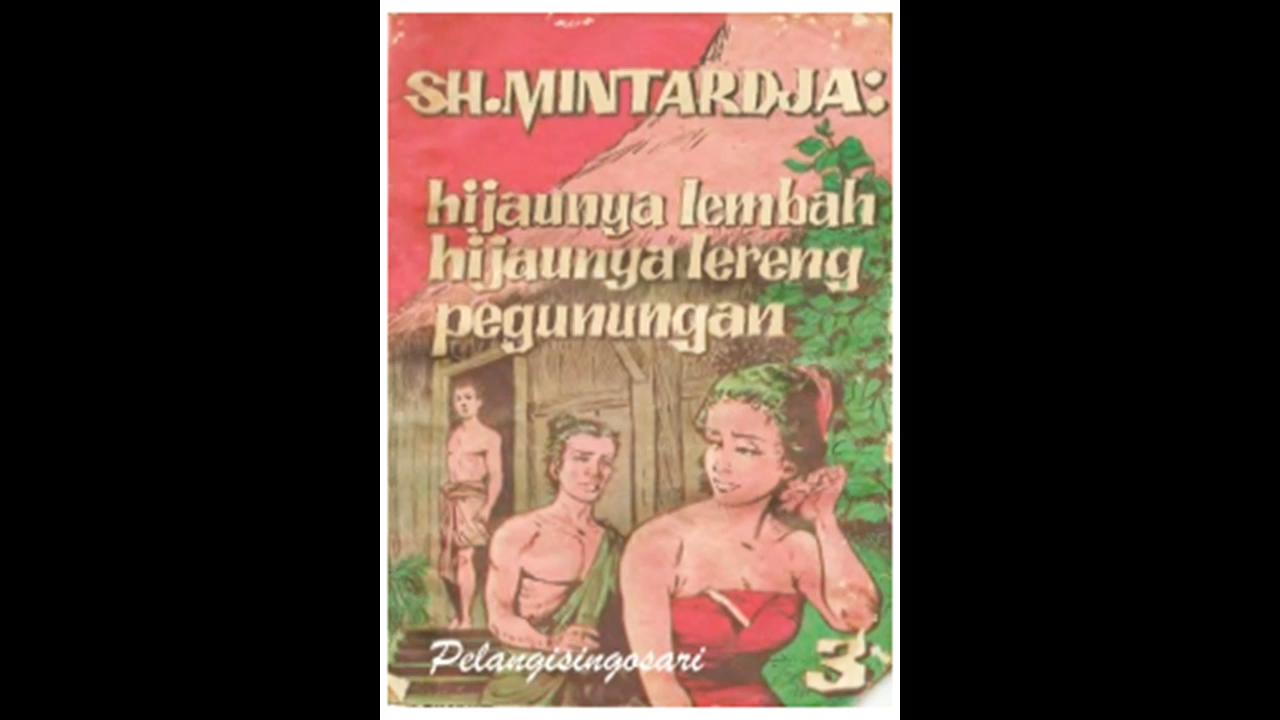 SH.MINTARDJA:
hijaunya lembah
hijaunya lereng
pegunungan
Pelangisingosari
3